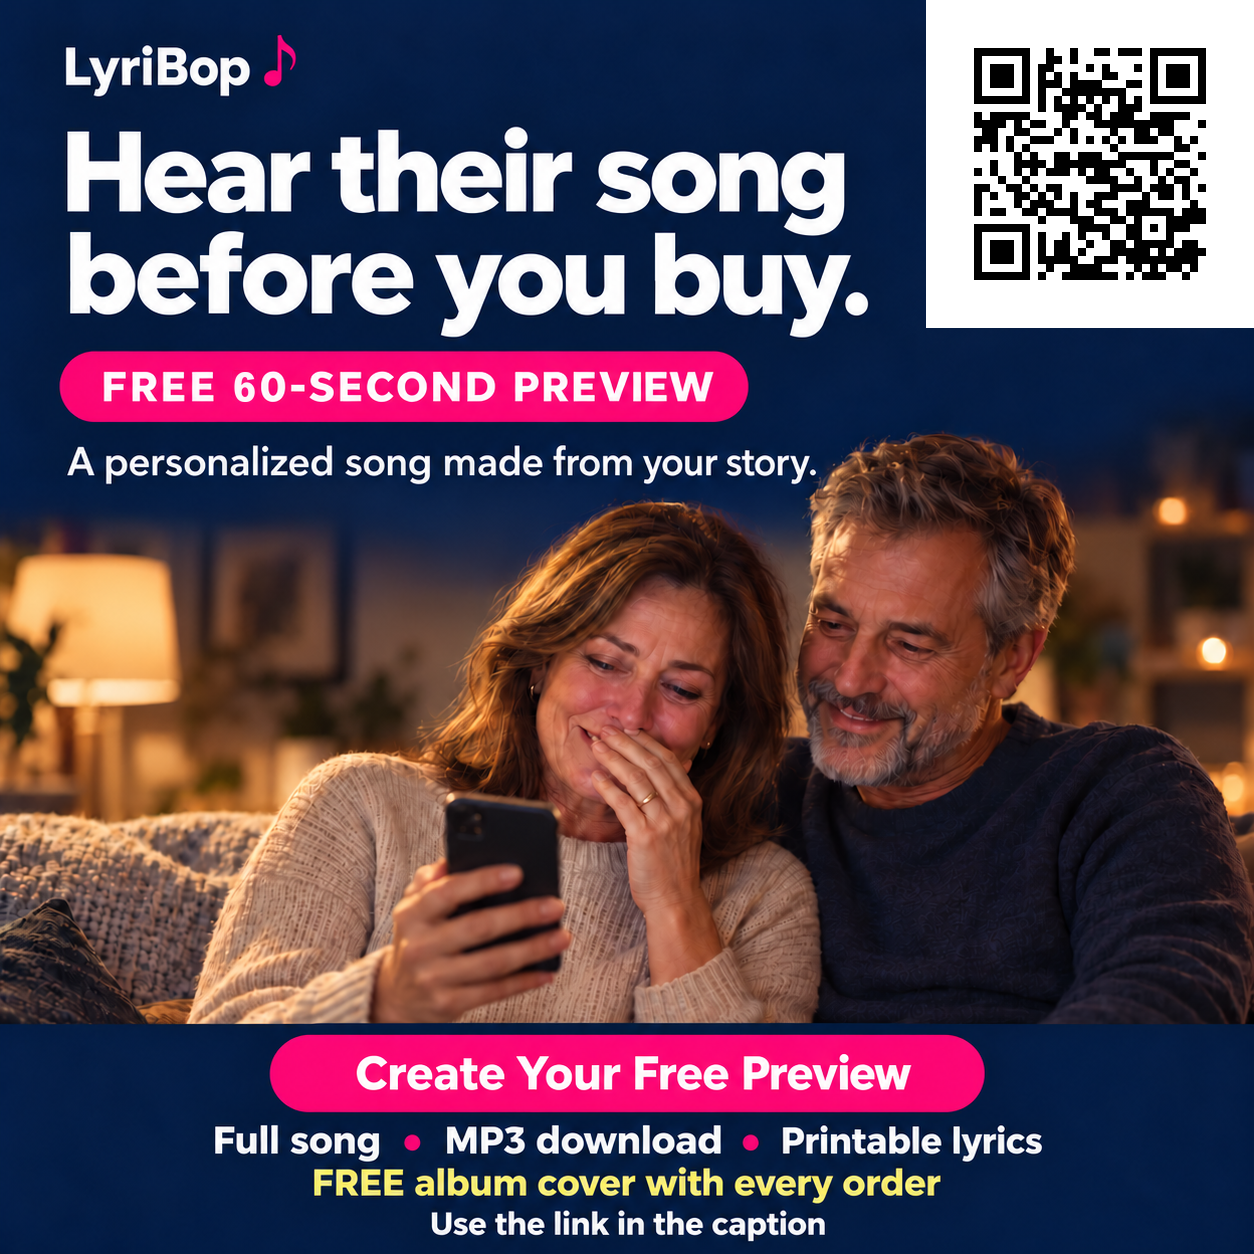 LyriBop
Hear their song
before you buy.
FREE 60-SECOND PREVIEW
A personalized song made from your story.
Create Your Free Preview
Full song • MP3 download • Printable lyrics
FREE album cover with every order
Use the link in the caption